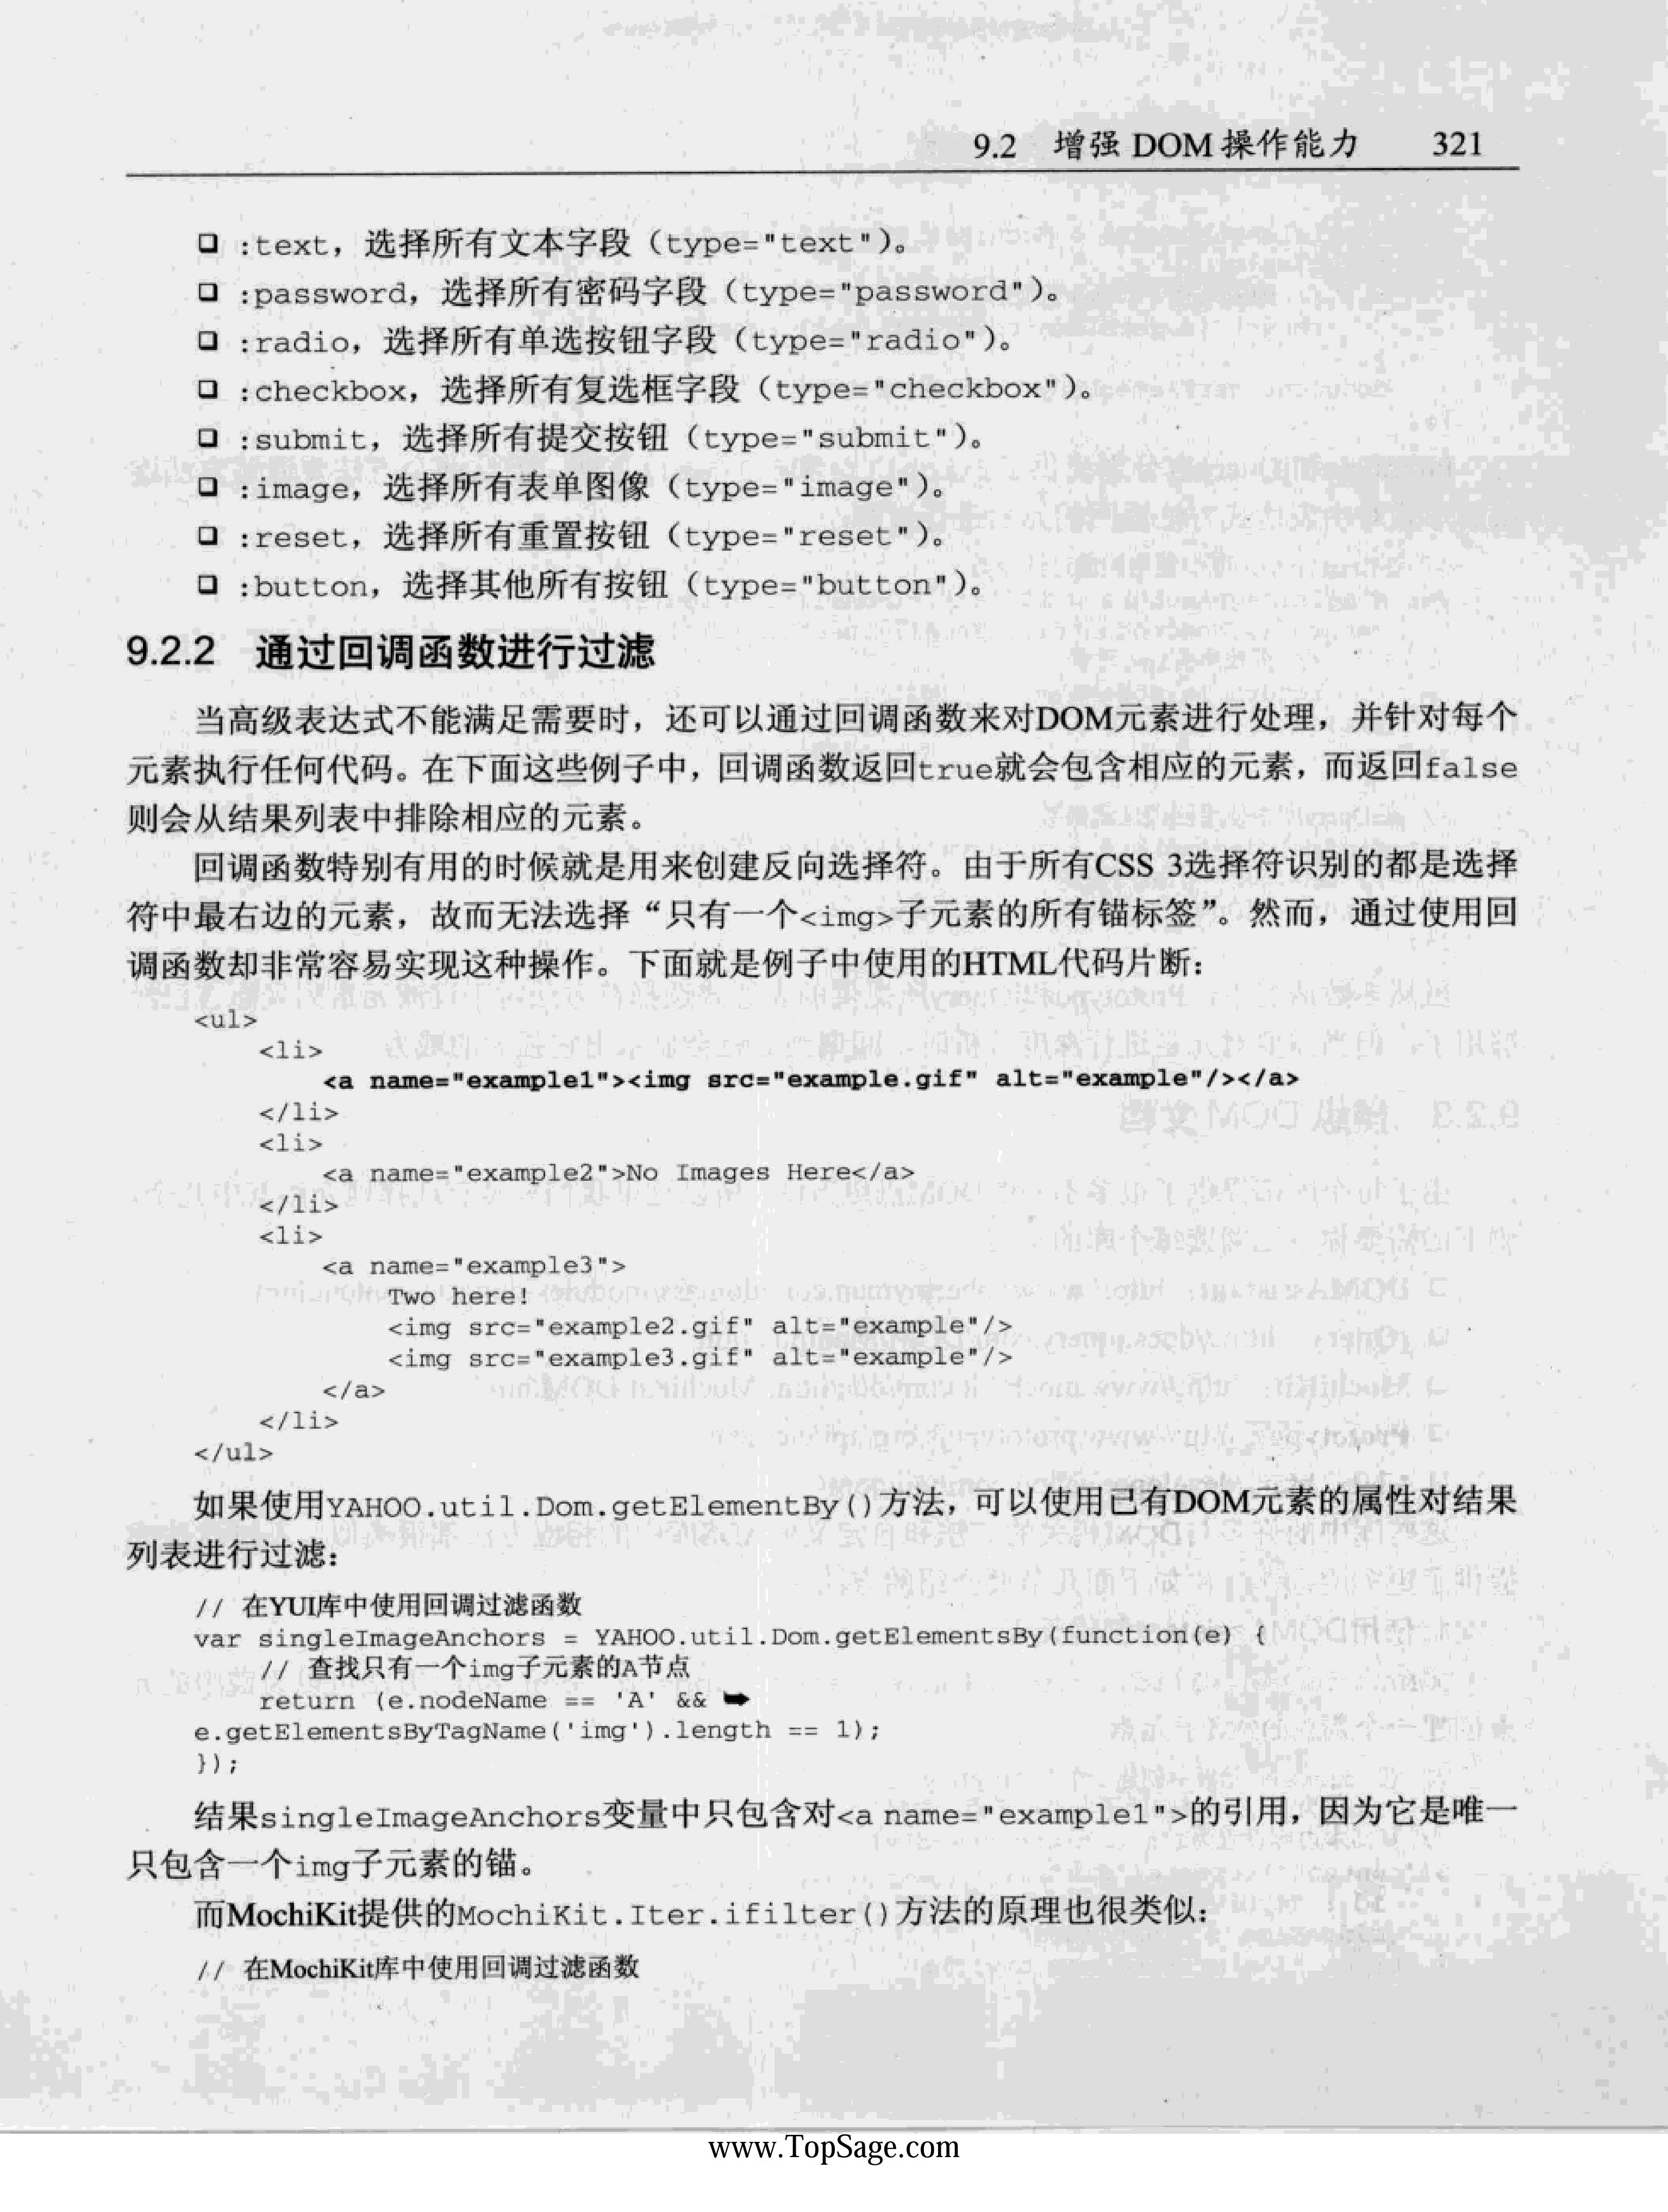 9.2 增强 DOM 操作能力 321
❑ :text，选择所有文本字段（type="text"）。
❑ :password，选择所有密码字段（type="password"）。
❑ :radio，选择所有单选按钮字段（type="radio"）。
❑ :checkbox，选择所有复选框字段（type="checkbox"）。
❑ :submit，选择所有提交按钮（type="submit"）。
❑ :image，选择所有表单图像（type="image"）。
❑ :reset，选择所有重置按钮（type="reset"）。
❑ :button，选择其他所有按钮（type="button"）。
9.2.2 通过回调函数进行过滤
当高级表达式不能满足需要时，还可以通过回调函数来对DOM元素进行处理，并针对每个
元素执行任何代码。在下面这些例子中，回调函数返回true就会包含相应的元素，而返回false
则会从结果列表中排除相应的元素。
回调函数特别有用的时候就是用来创建反向选择符。由于所有CSS 3选择符识别的都是选择
符中最右边的元素，故而无法选择“只有一个<img>子元素的所有锚标签”。然而，通过使用回
调函数却非常容易实现这种操作。下面就是例子中使用的HTML代码片断：
<ul>
<li>
<a name="example1"><img src="example.gif" alt="example"/></a>
</li>
<li>
<a name="example2">No Images Here</a>
</li>
<li>
<a name="example3">
Two here!
<img src="example2.gif" alt="example"/>
<img src="example3.gif" alt="example"/>
</a>
</li>
</ul>
如果使用YAHOO.util.Dom.getElementBy()方法，可以使用已有DOM元素的属性对结果
列表进行过滤：
// 在YUI库中使用回调过滤函数
var singleImageAnchors = YAHOO.util.Dom.getElementsBy(function(e) {
// 查找只有一个img子元素的A节点
return (e.nodeName == 'A' && ➥
e.getElementsByTagName('img').length == 1);
});
结果singleImageAnchors变量中只包含对<a name="example1">的引用，因为它是唯一
只包含一个img子元素的锚。
而MochiKit提供的MochiKit.Iter.ifilter()方法的原理也很类似：
// 在MochiKit库中使用回调过滤函数
www.TopSage.com